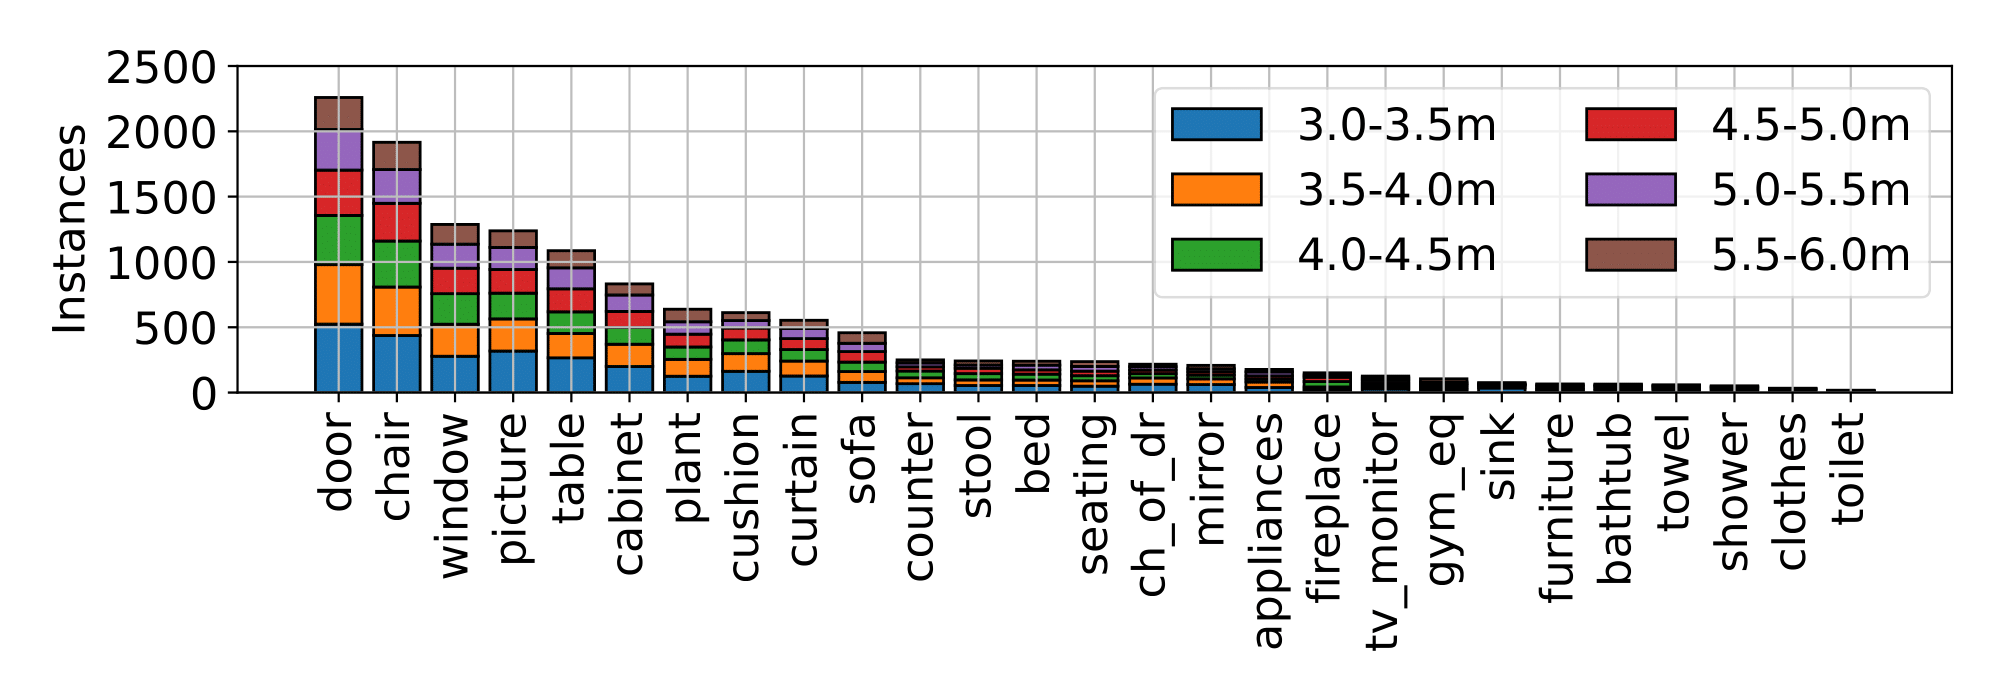 2500
2000
1500
1000
500
0
Instances
3.0-3.5m
3.5-4.0m
4.0-4.5m
4.5-5.0m
5.0-5.5m
5.5-6.0m
door
chair
window
picture
table
cabinet
plant
cushion
curtain
sofa
counter
stool
bed
seating
ch_of_dr
mirror
appliances
fireplace
tv_monitor
gym_eq
sink
furniture
bathtub
towel
shower
clothes
toilet